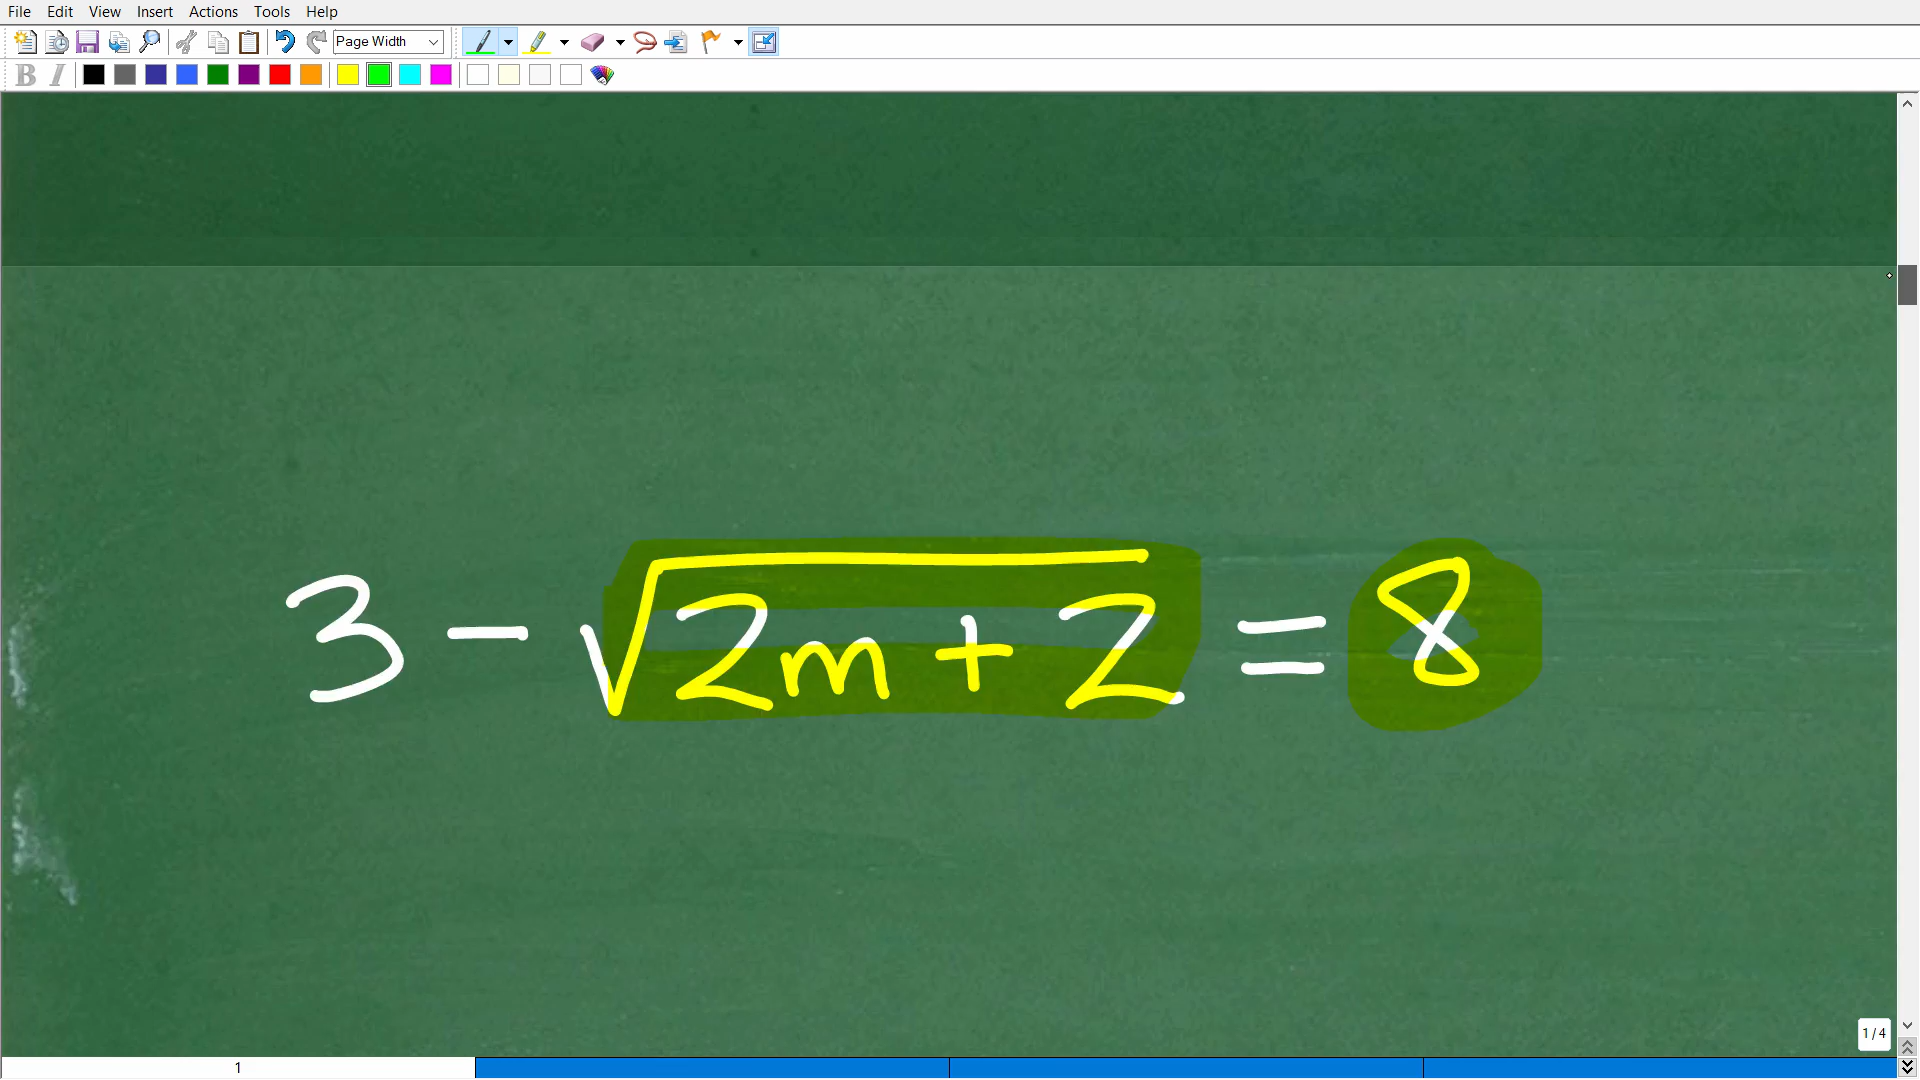 File Edit View Insert Actions Tools Help
Page Width
B I
3 - √2m + 2 = 8
1 / 4
1